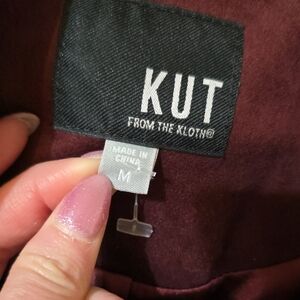 KUT
FROM THE KLOTH®
MADE IN
CHINA
M